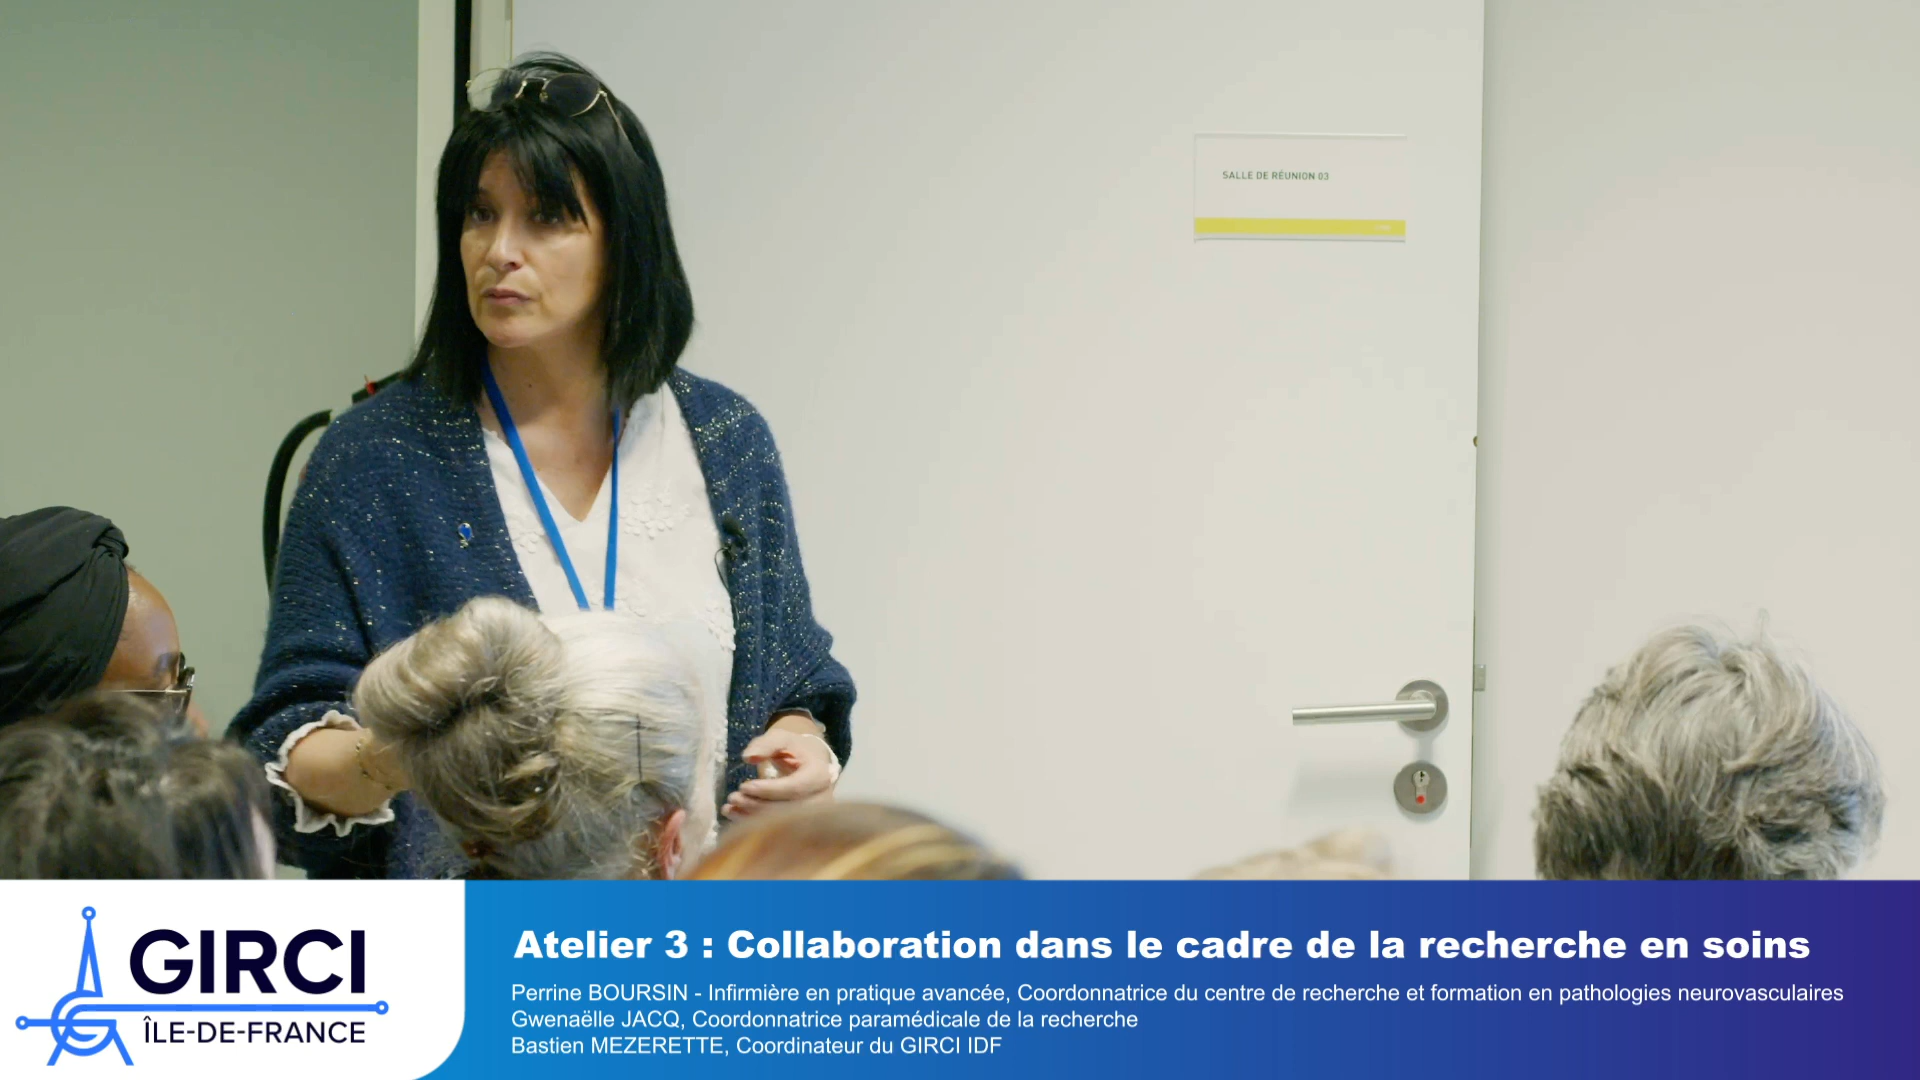 SALLE DE RÉUNION 03
GIRCI
ÎLE-DE-FRANCE
Atelier 3 : Collaboration dans le cadre de la recherche en soins
Perrine BOURSIN - Infirmière en pratique avancée, Coordonnatrice du centre de recherche et formation en pathologies neurovasculaires
Gwenaëlle JACQ, Coordonnatrice paramédicale de la recherche
Bastien MEZERETTE, Coordinateur du GIRCI IDF